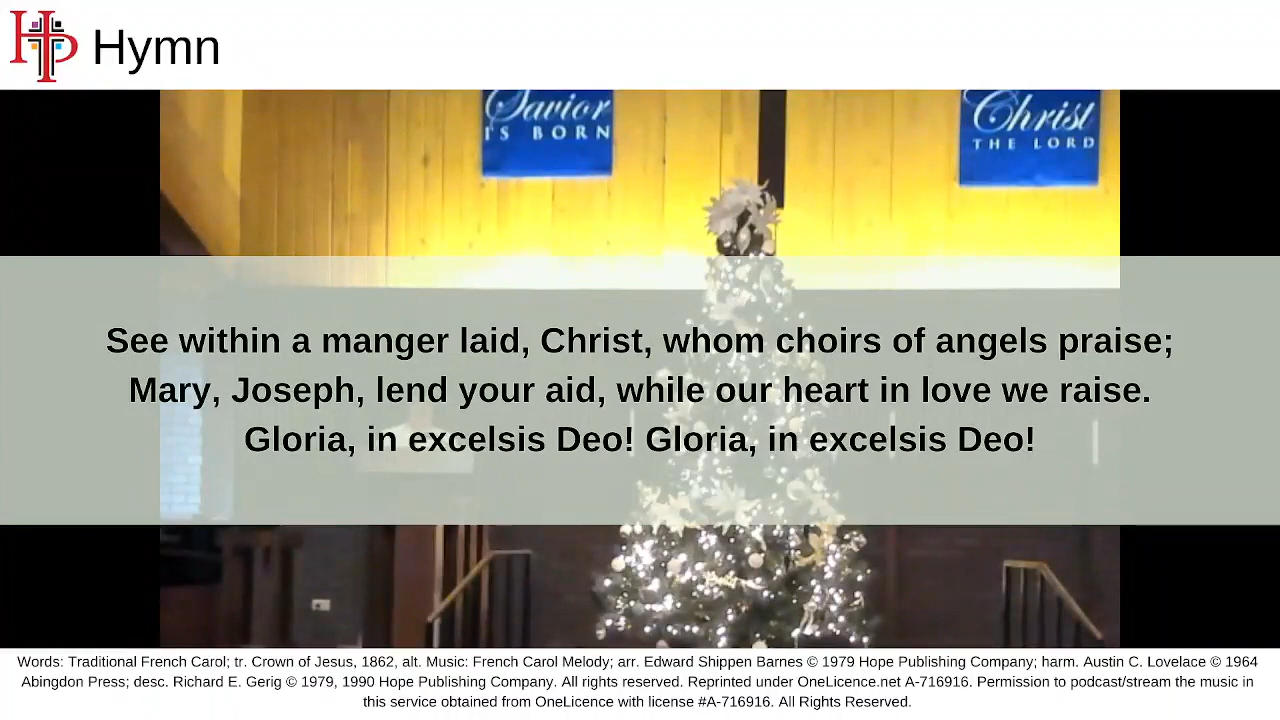 HP Hymn
Savior
IS BORN
Christ
THE LORD
See within a manger laid, Christ, whom choirs of angels praise;
Mary, Joseph, lend your aid, while our heart in love we raise.
Gloria, in excelsis Deo! Gloria, in excelsis Deo!
Words: Traditional French Carol; tr. Crown of Jesus, 1862, alt. Music: French Carol Melody; arr. Edward Shippen Barnes © 1979 Hope Publishing Company; harm. Austin C. Lovelace © 1964
Abingdon Press; desc. Richard E. Gerig © 1979, 1990 Hope Publishing Company. All rights reserved. Reprinted under OneLicence.net A-716916. Permission to podcast/stream the music in
this service obtained from OneLicence with license #A-716916. All Rights Reserved.